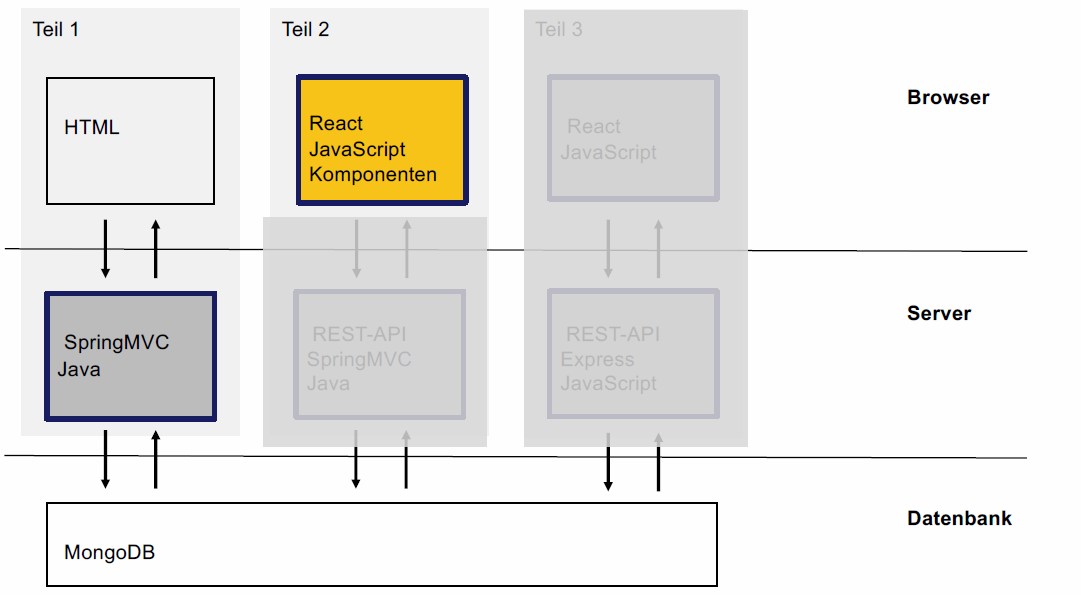 Teil 1
Teil 2
Teil 3
HTML
React
JavaScript
Komponenten
React
JavaScript
Browser
SpringMVC
Java
REST-API
SpringMVC
Java
REST-API
Express
JavaScript
Server
MongoDB
Datenbank